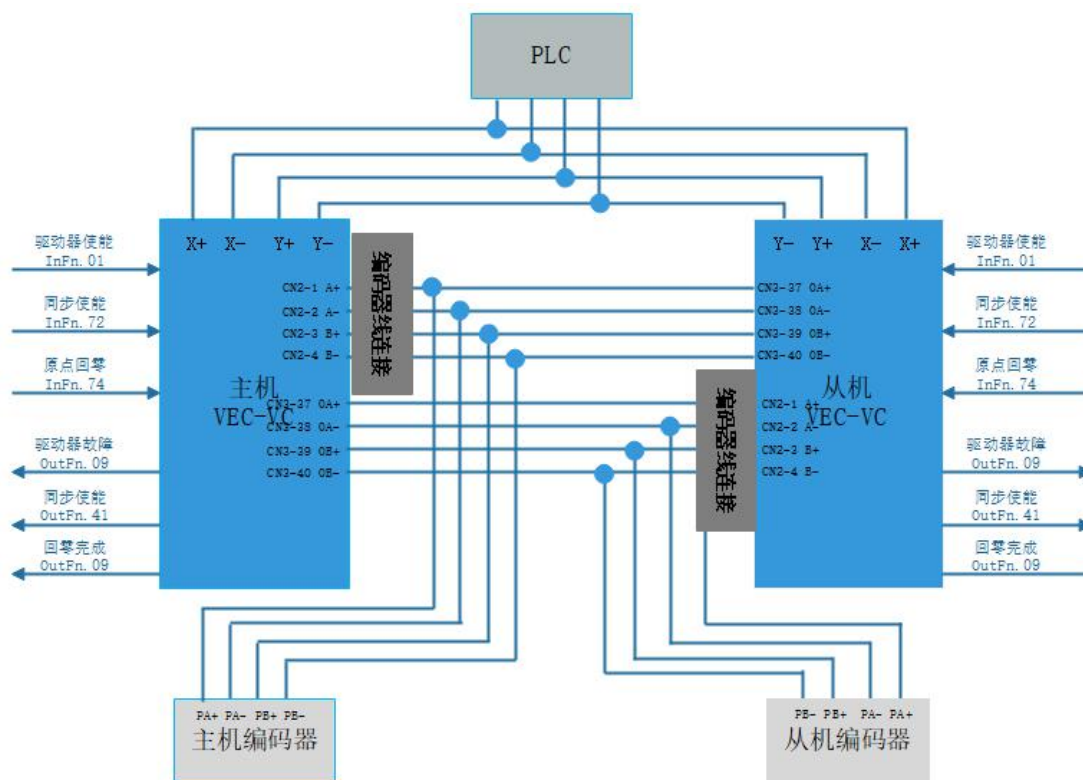 PLC
X+ X- Y+ Y-
Y- Y+ X- X+
驱动器使能
InFn.01
同步使能
InFn.72
原点回零
InFn.74
驱动器故障
OutFn.09
同步使能
OutFn.41
回零完成
OutFn.09
CN2-1 A+
CN2-2 A-
CN2-3 B+
CN2-4 B-
主机
VEC-VC
CN3-37 OA+
CN3-38 OA-
CN3-39 OB+
CN3-40 OB-
编码器线连接
CN3-37 OA+
CN3-38 OA-
CN3-39 OB+
CN3-40 OB-
从机
VEC-VC
CN2-1 A+
CN2-2 A-
CN2-3 B+
CN2-4 B-
编码器线连接
驱动器使能
InFn.01
同步使能
InFn.72
原点回零
InFn.74
驱动器故障
OutFn.09
同步使能
OutFn.41
回零完成
OutFn.09
PA+ PA- PB+ PB-
主机编码器
PB- PB+ PA- PA+
从机编码器